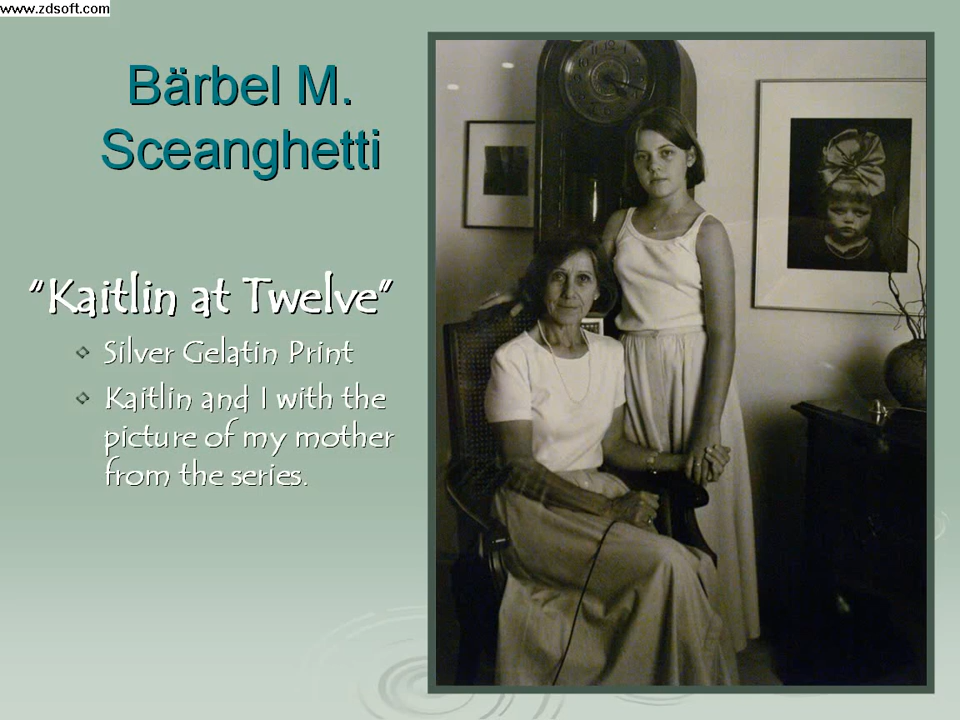 www.zdsoft.com
Bärbel M.
Sceanghetti
"Kaitlin at Twelve"
• Silver Gelatin Print
• Kaitlin and I with the
picture of my mother
from the series.